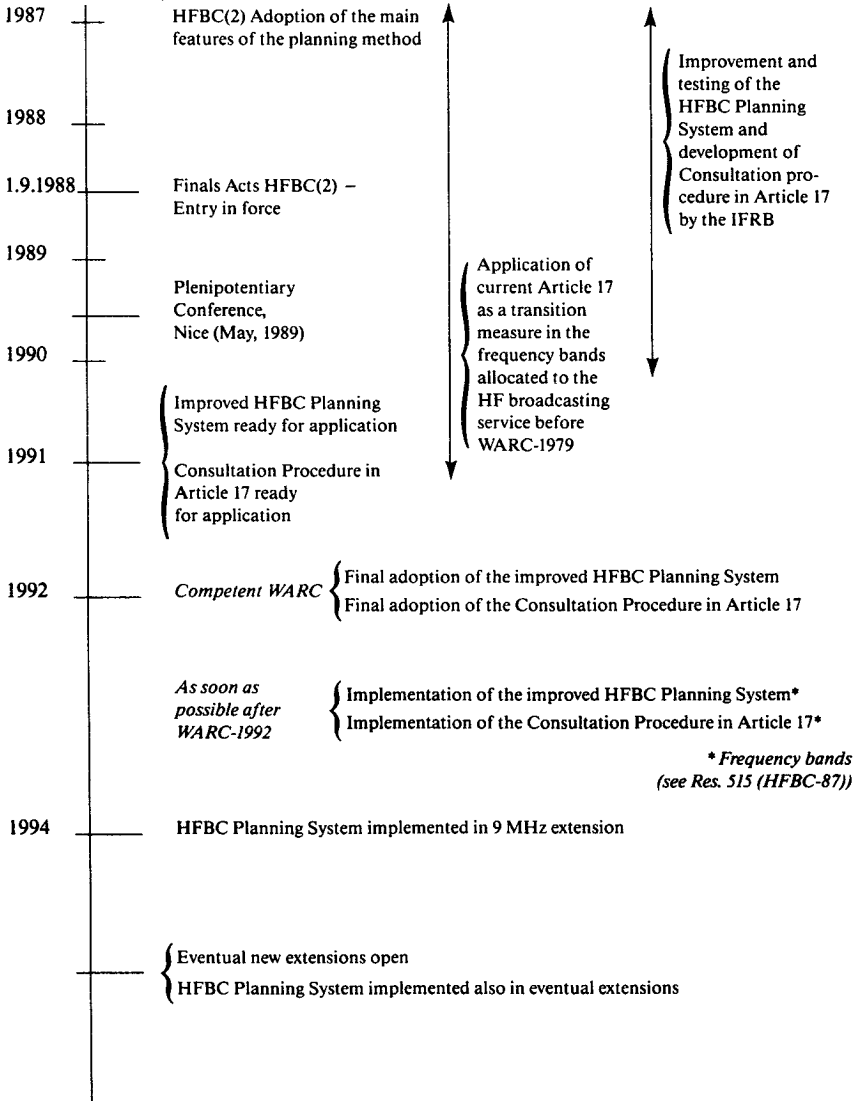 1987
HFBC(2) Adoption of the main
features of the planning method
Improvement and
testing of the
HFBC Planning
System and
development of
Consultation pro-
cedure in Article 17
by the IFRB
1988
1.9.1988
Finals Acts HFBC(2) –
Entry in force
1989
Plenipotentiary
Conference,
Nice (May, 1989)
Application of
current Article 17
as a transition
measure in the
frequency bands
allocated to the
HF broadcasting
service before
WARC-1979
1990
Improved HFBC Planning
System ready for application
1991
Consultation Procedure in
Article 17 ready
for application
1992
Competent WARC
Final adoption of the improved HFBC Planning System
Final adoption of the Consultation Procedure in Article 17
As soon as
possible after
WARC-1992
Implementation of the improved HFBC Planning System*
Implementation of the Consultation Procedure in Article 17*
* Frequency bands
(see Res. 515 (HFBC-87))
1994
HFBC Planning System implemented in 9 MHz extension
Eventual new extensions open
HFBC Planning System implemented also in eventual extensions